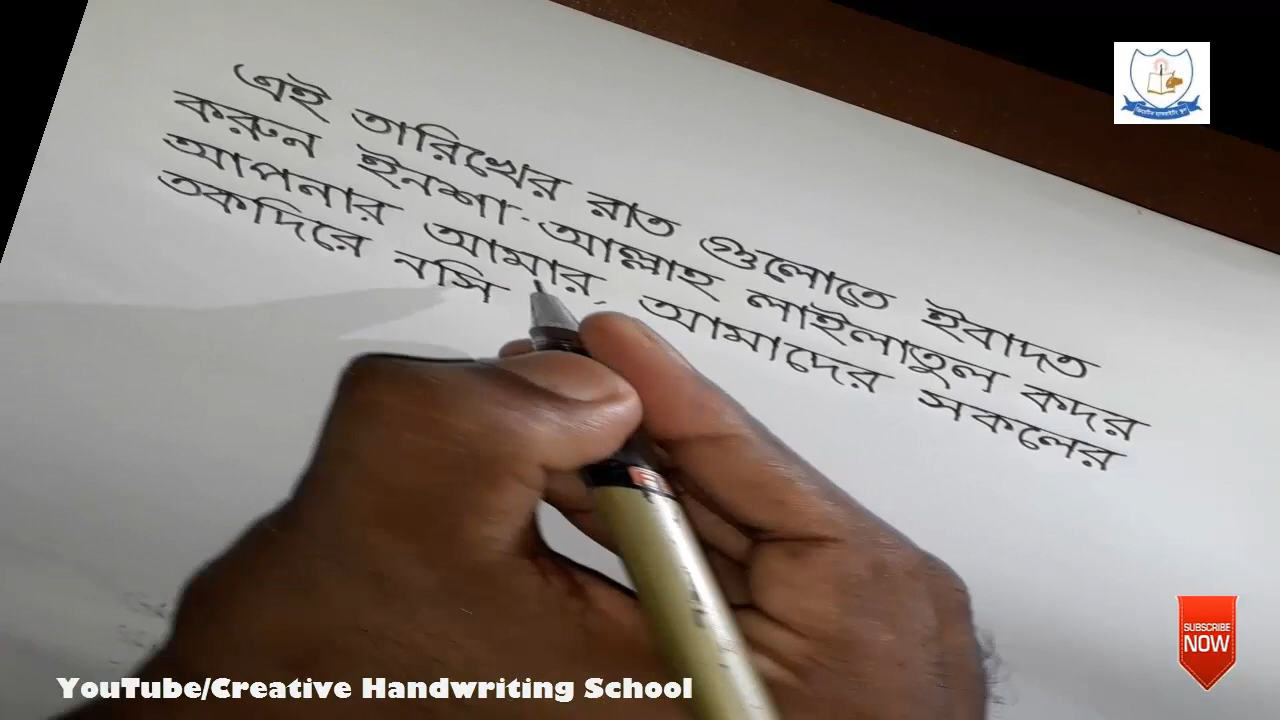 এই তারিখের রাত গুলোতে ইবাদত
করুন ইনশা-আল্লাহ লাইলাতুল কদর
আপনার আমার, আমাদের সকলের
তকদিরে নসি
SUBSCRIBE
NOW
YouTube/Creative Handwriting School